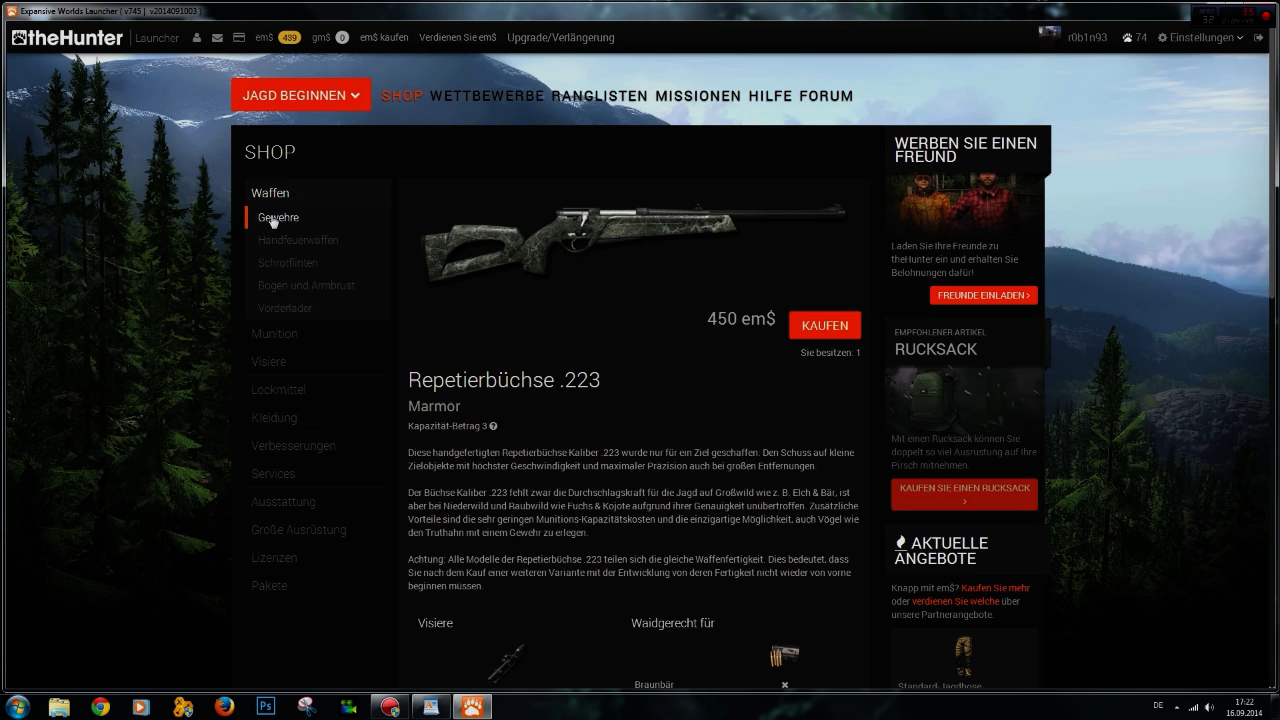 Expansive Worlds Launcher ( v745 | v2014091003 )
theHunter Launcher em$ 439 gm$ 0 em$ kaufen Verdienen Sie em$ Upgrade/Verlängerung r0b1n93 74 Einstellungen
JAGD BEGINNEN SHOP WETTBEWERBE RANGLISTEN MISSIONEN HILFE FORUM
SHOP
Waffen
Gewehre
Handfeuerwaffen
Schrotflinten
Bogen und Armbrust
Vorderlader
Munition
Visiere
Lockmittel
Kleidung
Verbesserungen
Services
Ausstattung
Große Ausrüstung
Lizenzen
Pakete
450 em$ KAUFEN
Sie besitzen: 1
Repetierbüchse .223
Marmor
Kapazität-Betrag 3
Diese handgefertigten Repetierbüchse Kaliber .223 wurde nur für ein Ziel geschaffen: Den Schuss auf kleine
Zielobjekte mit höchster Geschwindigkeit und maximaler Präzision auch bei großen Entfernungen.
Der Büchse Kaliber .223 fehlt zwar die Durchschlagskraft für die Jagd auf Großwild wie z. B. Elch & Bär, ist
aber bei Niederwild und Raubwild wie Fuchs & Kojote aufgrund ihrer Genauigkeit unübertroffen. Zusätzliche
Vorteile sind die sehr geringen Munitions-Kapazitätskosten und die einzigartige Möglichkeit, auch Vögel wie
den Truthahn mit einem Gewehr zu erlegen.
Achtung: Alle Modelle der Repetierbüchse .223 teilen sich die gleiche Waffenfertigkeit. Dies bedeutet, dass
Sie nach dem Kauf einer weiteren Variante mit der Entwicklung von deren Fertigkeit nicht wieder von vorne
beginnen müssen.
Visiere
Waidgerecht für
Braunbär
WERBEN SIE EINEN
FREUND
Laden Sie Ihre Freunde zu
theHunter ein und erhalten Sie
Belohnungen dafür!
FREUNDE EINLADEN
EMPFOHLENER ARTIKEL
RUCKSACK
Mit einen Rucksack können Sie
doppelt so viel Ausrüstung auf Ihre
Pirsch mitnehmen.
KAUFEN SIE EINEN RUCKSACK
AKTUELLE
ANGEBOTE
Knapp mit em$? Kaufen Sie mehr
oder verdienen Sie welche über
unsere Partnerangebote.
Standard-Jagdhose
DE 17:22
16.09.2014